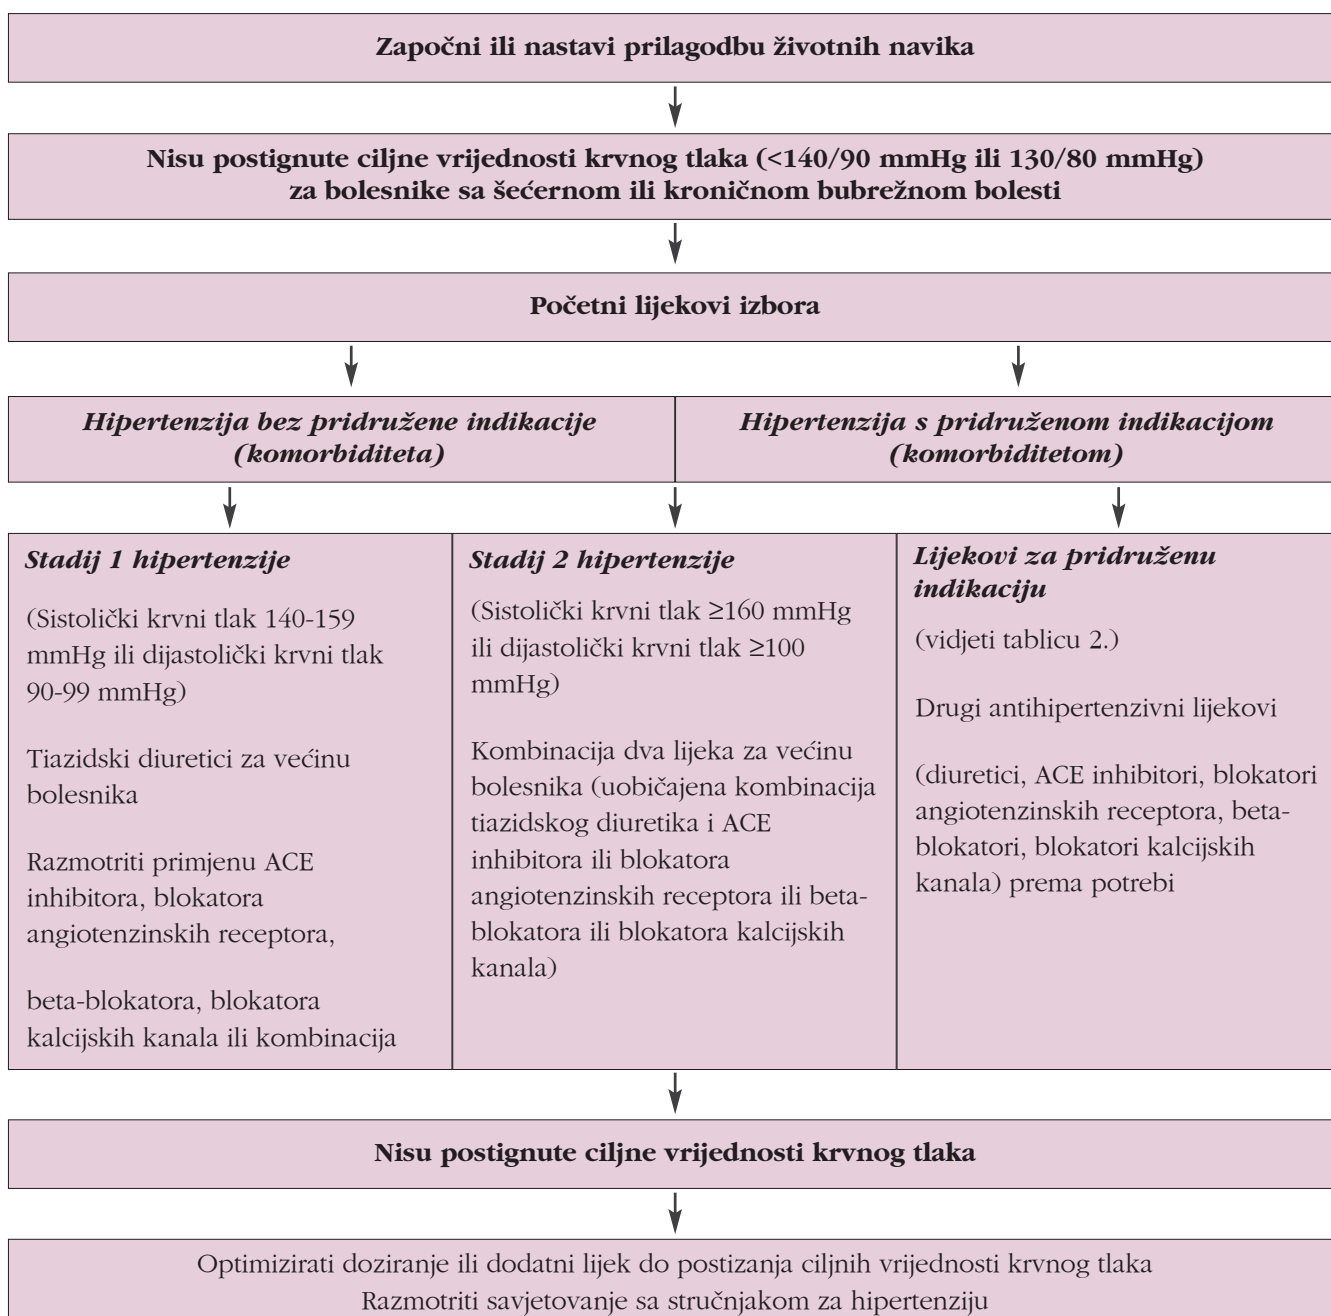 Započni ili nastavi prilagodbu životnih navika
Nisu postignute ciljne vrijednosti krvnog tlaka (<140/90 mmHg ili 130/80 mmHg)
za bolesnike sa šećernom ili kroničnom bubrežnom bolesti
Početni lijekovi izbora
Hipertenzija bez pridružene indikacije
(komorbiditeta)
Hipertenzija s pridruženom indikacijom
(komorbiditetom)
Stadij 1 hipertenzije
(Sistolički krvni tlak 140-159
mmHg ili dijastolički krvni tlak
90-99 mmHg)
Tiazidski diuretici za većinu
bolesnika
Razmotriti primjenu ACE
inhibitora, blokatora
angiotenzinskih receptora,
beta-blokatora, blokatora
kalcijskih kanala ili kombinacija
Stadij 2 hipertenzije
(Sistolički krvni tlak ≥160 mmHg
ili dijastolički krvni tlak ≥100
mmHg)
Kombinacija dva lijeka za većinu
bolesnika (uobičajena kombinacija
tiazidskog diuretika i ACE
inhibitora ili blokatora
angiotenzinskih receptora ili beta-
blokatora ili blokatora kalcijskih
kanala)
Lijekovi za pridruženu
indikaciju
(vidjeti tablicu 2.)
Drugi antihipertenzivni lijekovi
(diuretici, ACE inhibitori, blokatori
angiotenzinskih receptora, beta-
blokatori, blokatori kalcijskih
kanala) prema potrebi
Nisu postignute ciljne vrijednosti krvnog tlaka
Optimizirati doziranje ili dodatni lijek do postizanja ciljnih vrijednosti krvnog tlaka
Razmotriti savjetovanje sa stručnjakom za hipertenziju